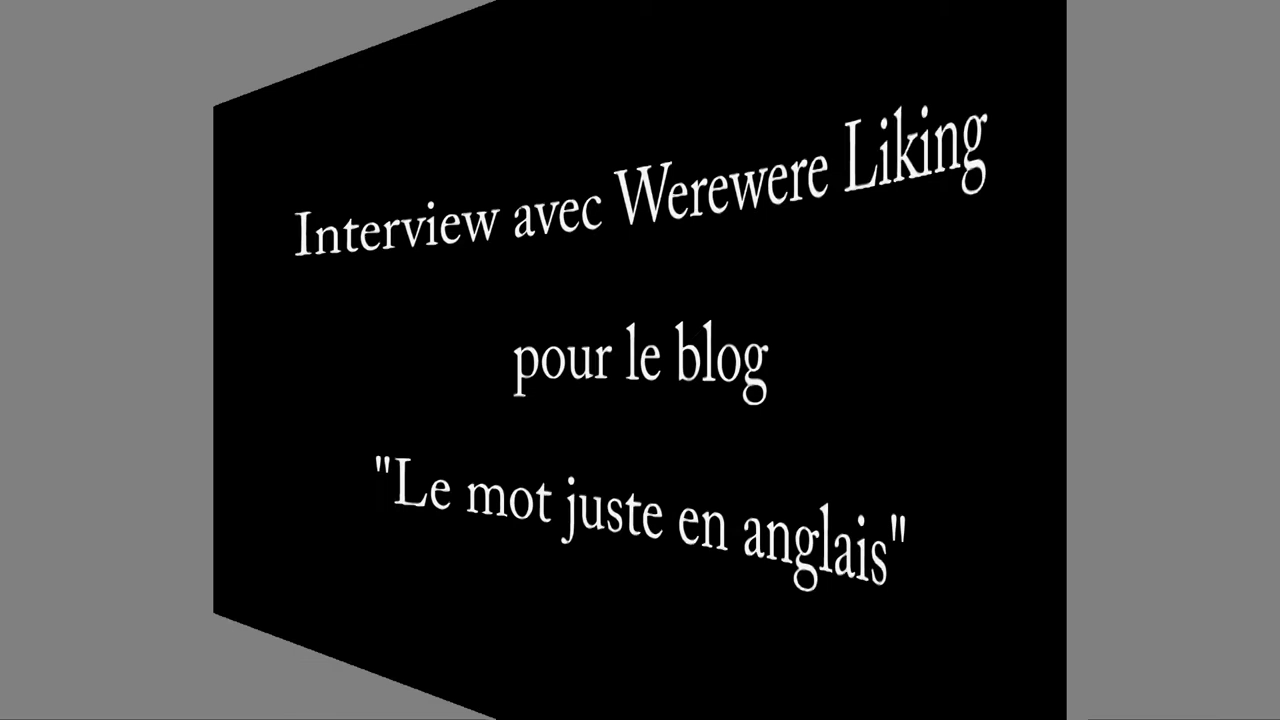 Interview avec Werewere Liking
pour le blog
"Le mot juste en anglais"